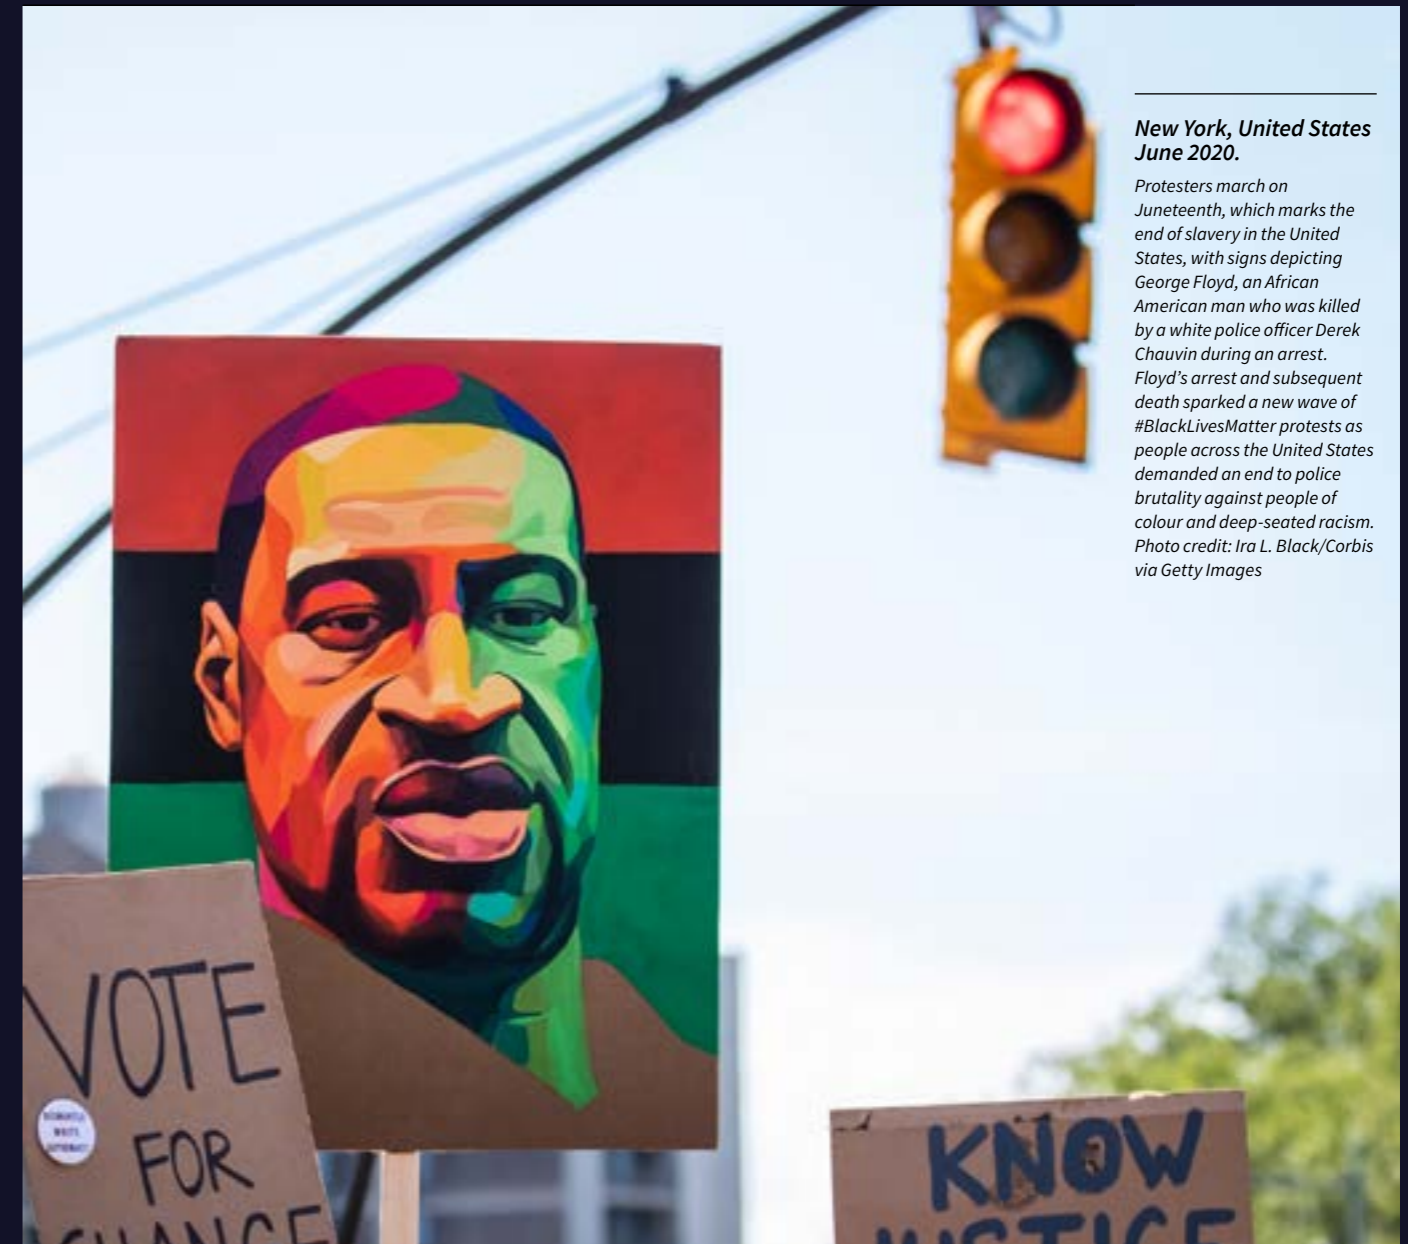 New York, United States
June 2020.
Protesters march on
Juneteenth, which marks the
end of slavery in the United
States, with signs depicting
George Floyd, an African
American man who was killed
by a white police officer Derek
Chauvin during an arrest.
Floyd’s arrest and subsequent
death sparked a new wave of
#BlackLivesMatter protests as
people across the United States
demanded an end to police
brutality against people of
colour and deep-seated racism.
Photo credit: Ira L. Black/Corbis
via Getty Images
VOTE
FOR
CHANGE
KNOW
JUSTICE